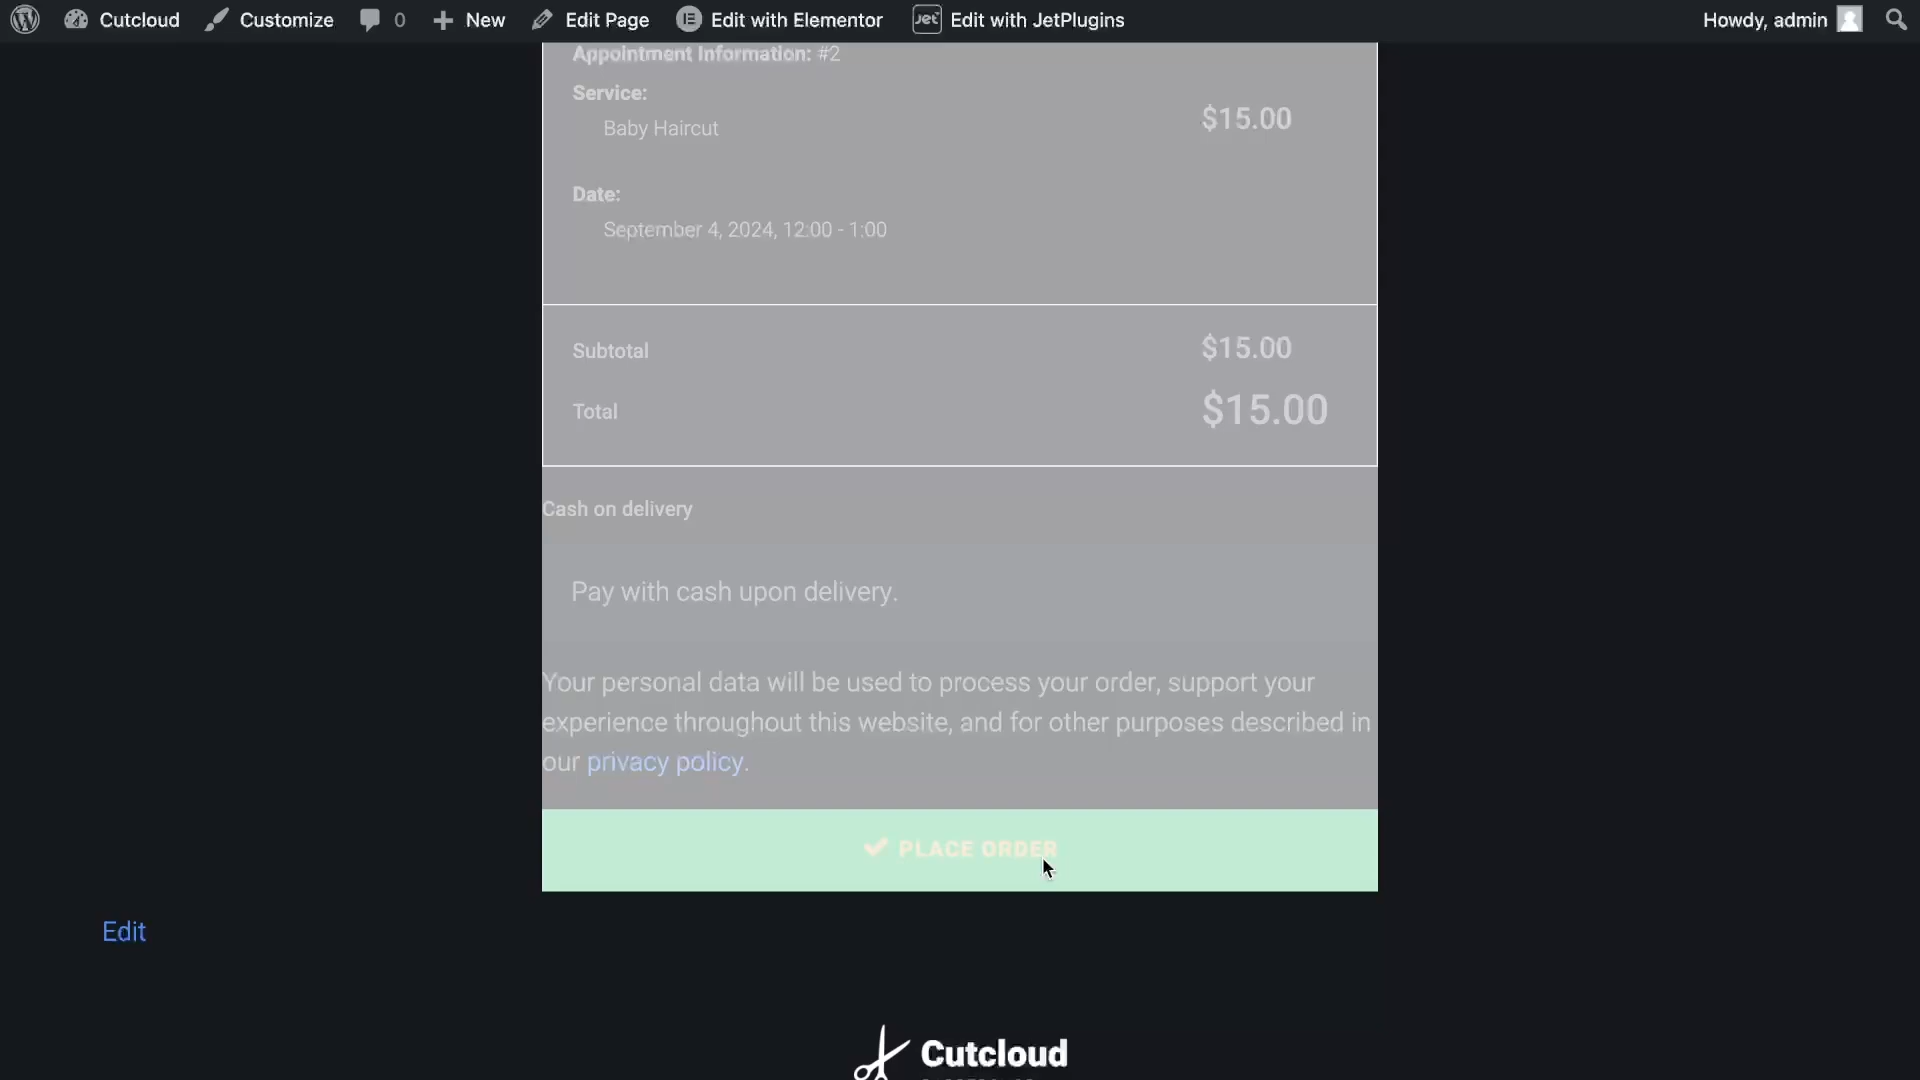 Cutcloud Customize 0 New Edit Page Edit with Elementor Jet Edit with JetPlugins Howdy, admin
Appointment Information: #2
Service:
Baby Haircut
$15.00
Date:
September 4, 2024, 12:00 - 1:00
Subtotal $15.00
Total $15.00
Cash on delivery
Pay with cash upon delivery.
Your personal data will be used to process your order, support your
experience throughout this website, and for other purposes described in
our privacy policy.
PLACE ORDER
Edit
Cutcloud